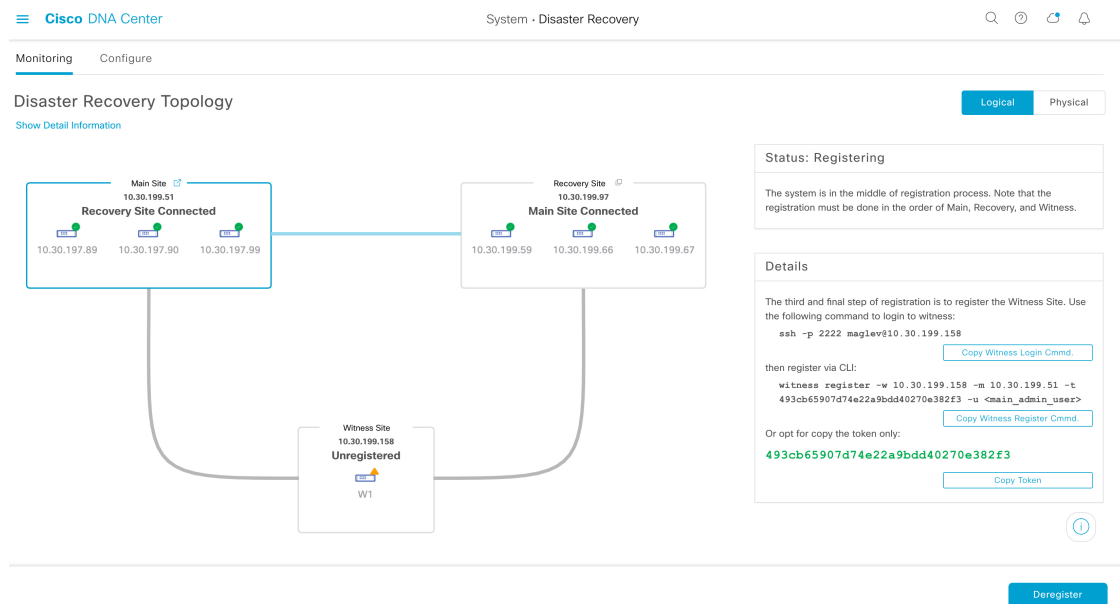 Cisco DNA Center
System · Disaster Recovery
Monitoring
Configure
Disaster Recovery Topology
Logical
Physical
Show Detail Information
Main Site
10.30.199.51
Recovery Site Connected
10.30.197.89
10.30.197.90
10.30.197.99
Recovery Site
10.30.199.97
Main Site Connected
10.30.199.59
10.30.199.66
10.30.199.67
Witness Site
10.30.199.158
Unregistered
W1
Status: Registering
The system is in the middle of registration process. Note that the
registration must be done in the order of Main, Recovery, and Witness.
Details
The third and final step of registration is to register the Witness Site. Use
the following command to login to witness:
ssh -p 2222 maglev@10.30.199.158
Copy Witness Login Cmmd.
then register via CLI:
witness register -w 10.30.199.158 -m 10.30.199.51 -t
493cb65907d74e22a9bdd40270e382f3 -u <main_admin_user>
Copy Witness Register Cmmd.
Or opt for copy the token only:
493cb65907d74e22a9bdd40270e382f3
Copy Token
Deregister